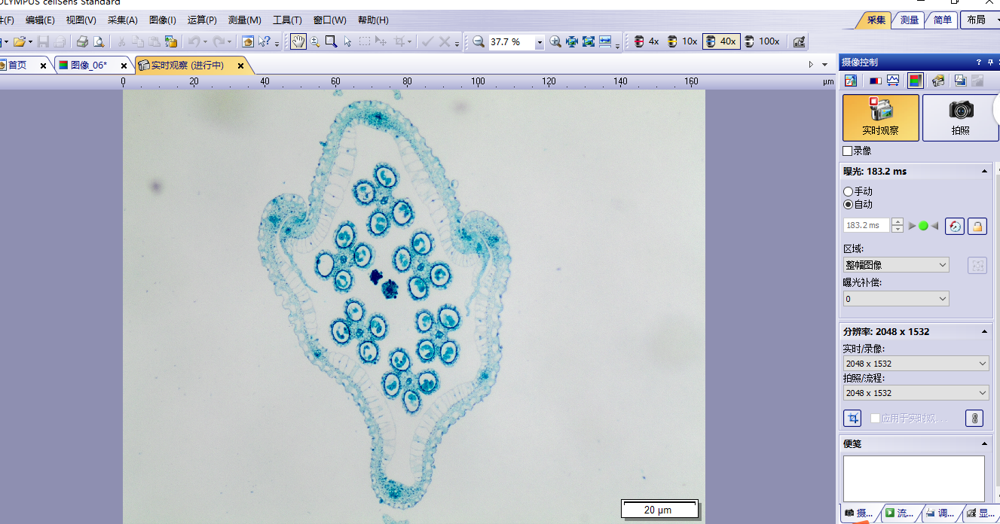 OLYMPUS cellSens Standard
(F) 编辑(E) 视图(V) 采集(A) 图像(I) 运算(P) 测量(M) 工具(T) 窗口(W) 帮助(H)
采集 测量 简单 布局
37.7 % 4x 10x 40x 100x
首页 图像_06* 实时观察 (进行中)
0 20 40 60 80 100 120 140 160 µm
摄像控制
实时观察 拍照
录像
曝光: 183.2 ms
手动
自动
183.2 ms
区域:
整幅图像
曝光补偿:
0
分辨率: 2048 x 1532
实时/录像:
2048 x 1532
拍照/流程:
2048 x 1532
应用于实时观...
便笺
20 µm
摄... 流... 调... 显...